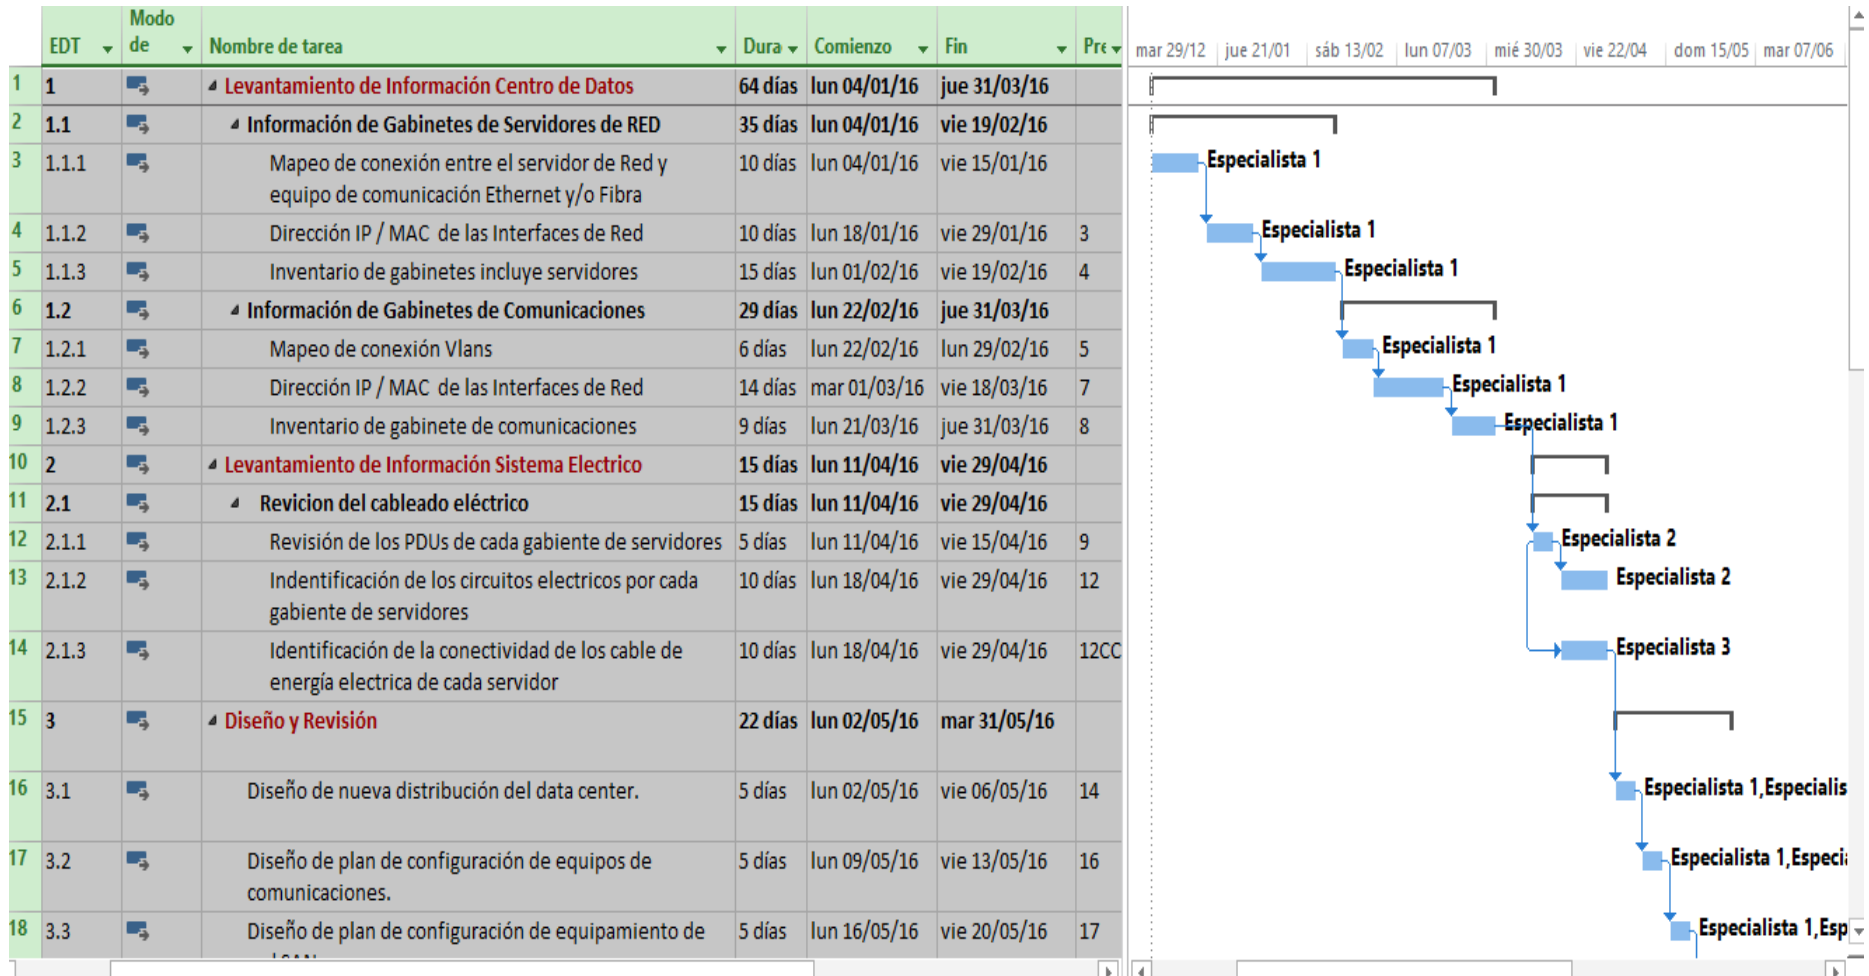 Modo
EDT de Nombre de tarea Dura Comienzo Fin Pre mar 29/12 jue 21/01 sáb 13/02 lun 07/03 mié 30/03 vie 22/04 dom 15/05 mar 07/06
1 1 Levantamiento de Información Centro de Datos 64 días lun 04/01/16 jue 31/03/16
2 1.1 Información de Gabinetes de Servidores de RED 35 días lun 04/01/16 vie 19/02/16
3 1.1.1 Mapeo de conexión entre el servidor de Red y 10 días lun 04/01/16 vie 15/01/16 Especialista 1
equipo de comunicación Ethernet y/o Fibra
4 1.1.2 Dirección IP / MAC de las Interfaces de Red 10 días lun 18/01/16 vie 29/01/16 3 Especialista 1
5 1.1.3 Inventario de gabinetes incluye servidores 15 días lun 01/02/16 vie 19/02/16 4 Especialista 1
6 1.2 Información de Gabinetes de Comunicaciones 29 días lun 22/02/16 jue 31/03/16
7 1.2.1 Mapeo de conexión Vlans 6 días lun 22/02/16 lun 29/02/16 5 Especialista 1
8 1.2.2 Dirección IP / MAC de las Interfaces de Red 14 días mar 01/03/16 vie 18/03/16 7 Especialista 1
9 1.2.3 Inventario de gabinete de comunicaciones 9 días lun 21/03/16 jue 31/03/16 8 Especialista 1
10 2 Levantamiento de Información Sistema Electrico 15 días lun 11/04/16 vie 29/04/16
11 2.1 Revicion del cableado eléctrico 15 días lun 11/04/16 vie 29/04/16
12 2.1.1 Revisión de los PDUs de cada gabiente de servidores 5 días lun 11/04/16 vie 15/04/16 9 Especialista 2
13 2.1.2 Indentificación de los circuitos electricos por cada 10 días lun 18/04/16 vie 29/04/16 12 Especialista 2
gabiente de servidores
14 2.1.3 Identificación de la conectividad de los cable de 10 días lun 18/04/16 vie 29/04/16 12CC Especialista 3
energía electrica de cada servidor
15 3 Diseño y Revisión 22 días lun 02/05/16 mar 31/05/16
16 3.1 Diseño de nueva distribución del data center. 5 días lun 02/05/16 vie 06/05/16 14 Especialista 1,Especialis
17 3.2 Diseño de plan de configuración de equipos de 5 días lun 09/05/16 vie 13/05/16 16 Especialista 1,Especi
comunicaciones.
18 3.3 Diseño de plan de configuración de equipamiento de 5 días lun 16/05/16 vie 20/05/16 17 Especialista 1,Esp